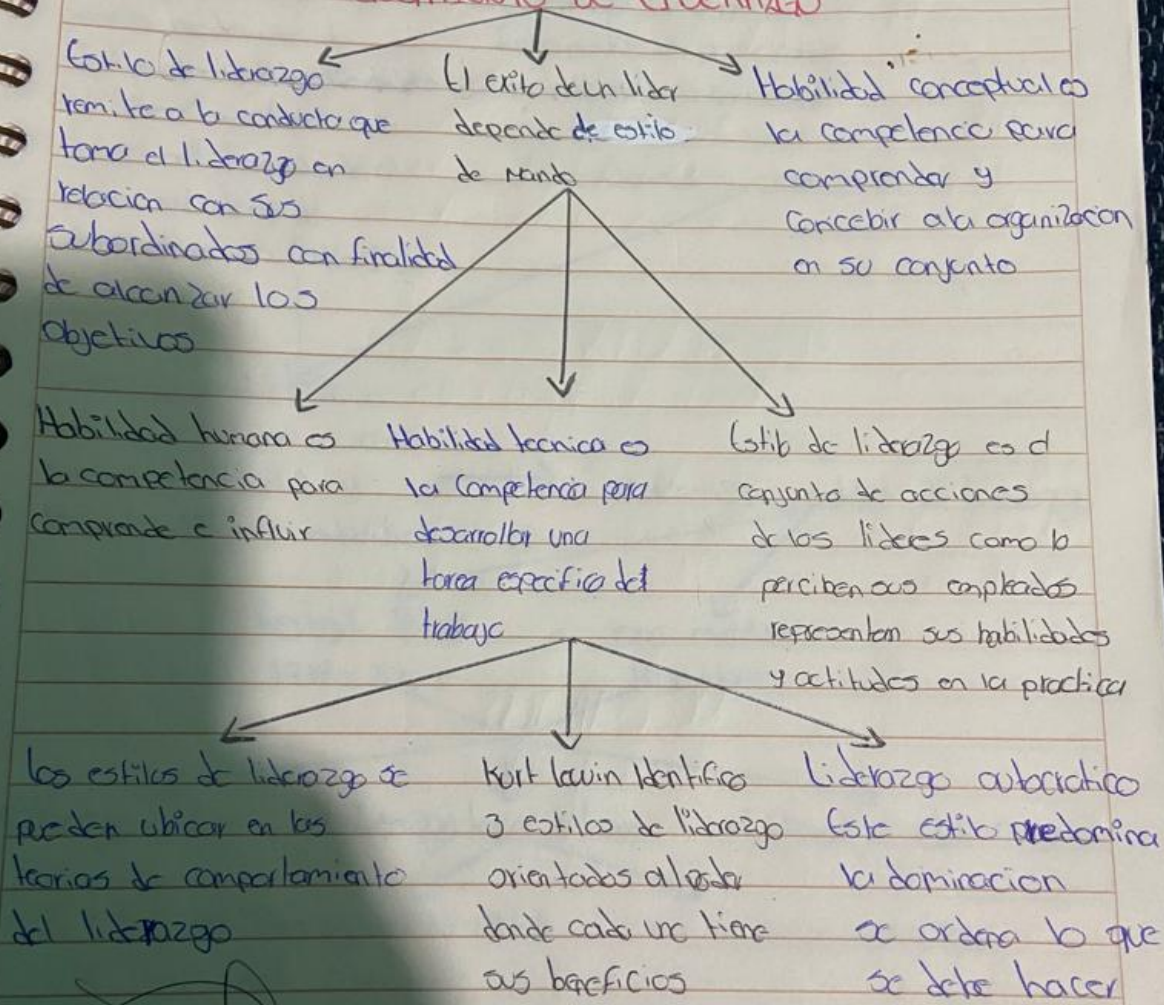 DE LIDERAZGO
Estilo de liderazgo
remite a la conducta que
toma el liderazgo en
relacion con sus
subordinados con finalidad
de alcanzar los
objetivos
El exito de un lider
depende de estilo
de mando
Habilidad conceptual es
la competencia para
comprender y
concebir a la organizacion
en su conjunto
Habilidad humana es
la competencia para
comprende e influir
Habilidad tecnica es
la competencia para
desarrollar una
tarea especifica del
trabajo
Estilo de liderazgo es el
conjunto de acciones
de los lideres como lo
perciben sus empleados
representan sus habilidades
y actitudes en la practica
los estilos de liderazgo se
pueden ubicar en las
teorias de comportamiento
del liderazgo
Kurt lewin Identifico
3 estilos de liderazgo
orientados al
donde cada uno tiene
sus beneficios
Liderazgo autocratico
Este estilo predomina
la dominacion
se ordena lo que
se debe hacer